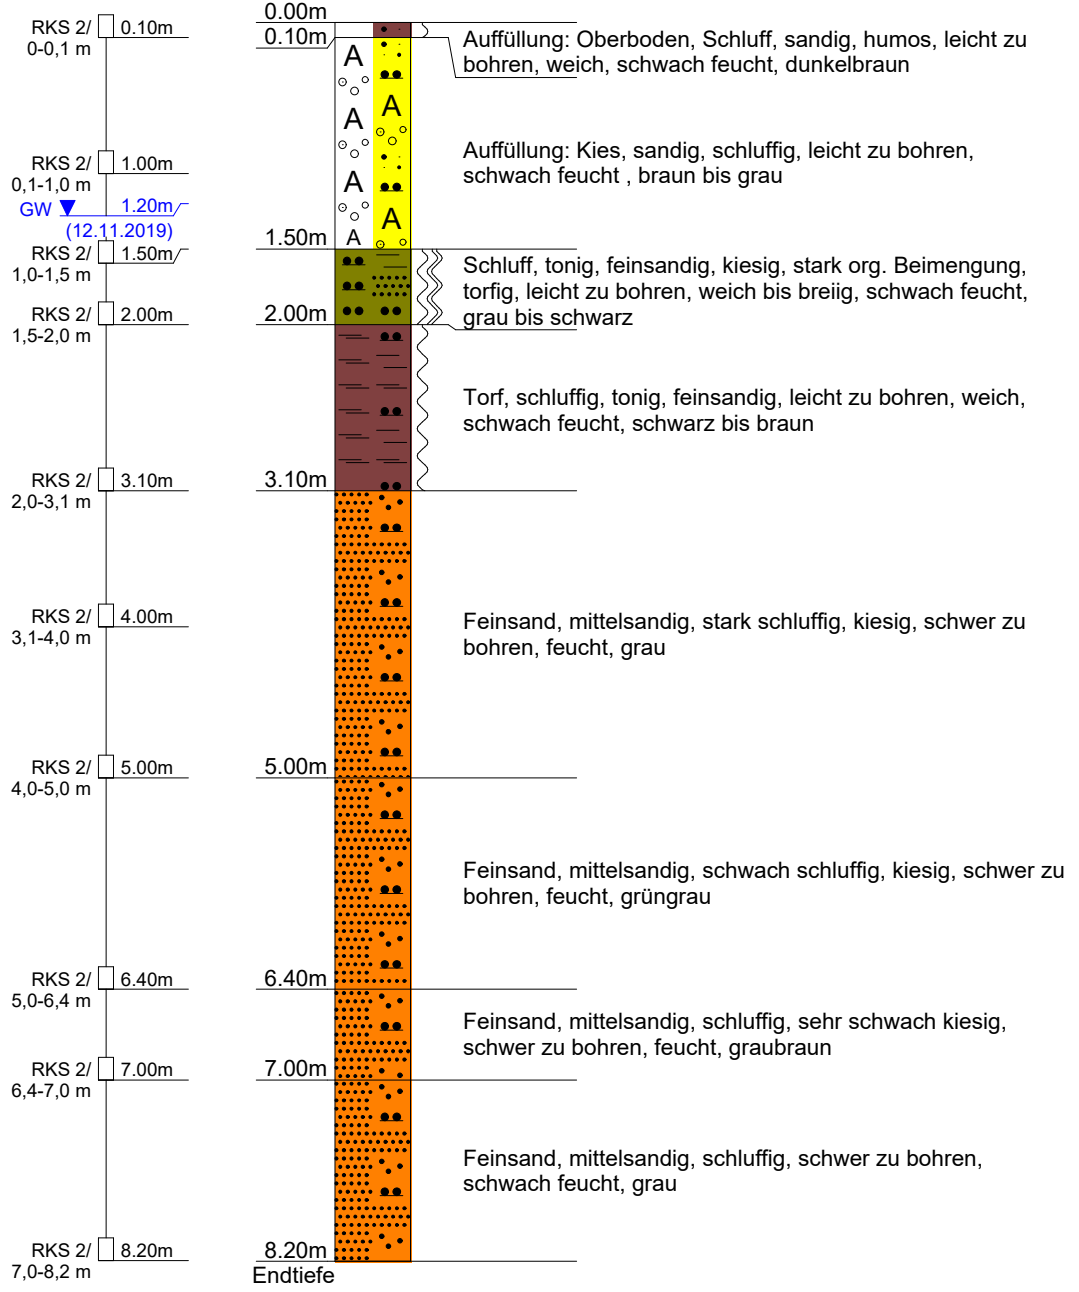 RKS 2/ 0.10m
0-0,1 m
RKS 2/ 1.00m
0,1-1,0 m
GW 1.20m
(12.11.2019)
RKS 2/ 1.50m
1,0-1,5 m
RKS 2/ 2.00m
1,5-2,0 m
RKS 2/ 3.10m
2,0-3,1 m
RKS 2/ 4.00m
3,1-4,0 m
RKS 2/ 5.00m
4,0-5,0 m
RKS 2/ 6.40m
5,0-6,4 m
RKS 2/ 7.00m
6,4-7,0 m
RKS 2/ 8.20m
7,0-8,2 m
0.00m
0.10m
1.50m
2.00m
3.10m
5.00m
6.40m
7.00m
8.20m
Endtiefe
A
A
A
A
A
A
Auffüllung: Oberboden, Schluff, sandig, humos, leicht zu
bohren, weich, schwach feucht, dunkelbraun
Auffüllung: Kies, sandig, schluffig, leicht zu bohren,
schwach feucht , braun bis grau
Schluff, tonig, feinsandig, kiesig, stark org. Beimengung,
torfig, leicht zu bohren, weich bis breiig, schwach feucht,
grau bis schwarz
Torf, schluffig, tonig, feinsandig, leicht zu bohren, weich,
schwach feucht, schwarz bis braun
Feinsand, mittelsandig, stark schluffig, kiesig, schwer zu
bohren, feucht, grau
Feinsand, mittelsandig, schwach schluffig, kiesig, schwer zu
bohren, feucht, grüngrau
Feinsand, mittelsandig, schluffig, sehr schwach kiesig,
schwer zu bohren, feucht, graubraun
Feinsand, mittelsandig, schluffig, schwer zu bohren,
schwach feucht, grau